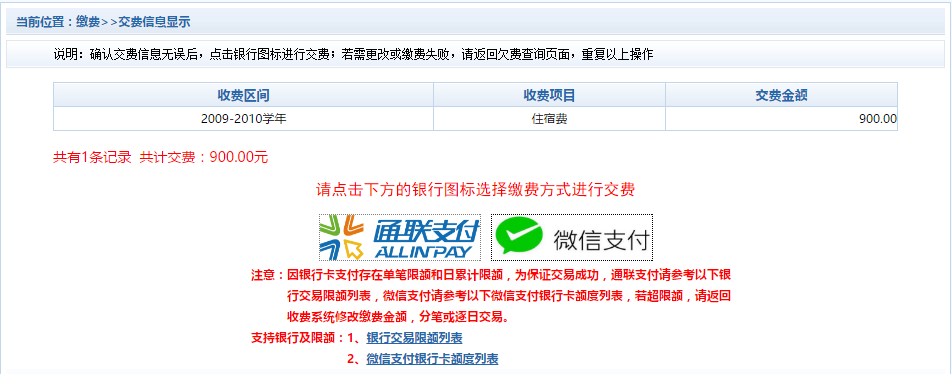 当前位置：缴费>>交费信息显示
说明：确认交费信息无误后，点击银行图标进行交费；若需更改或缴费失败，请返回欠费查询页面，重复以上操作
收费区间 收费项目 交费金额
2009-2010学年 住宿费 900.00
共有1条记录 共计交费：900.00元
请点击下方的银行图标选择缴费方式进行交费
通联支付 微信支付
ALLINPAY
注意：因银行卡支付存在单笔限额和日累计限额，为保证交易成功，通联支付请参考以下银
行交易限额列表，微信支付请参考以下微信支付银行卡额度列表，若超限额，请返回
收费系统修改缴费金额，分笔或逐日交易。
支持银行及限额：1、银行交易限额列表
2、微信支付银行卡额度列表